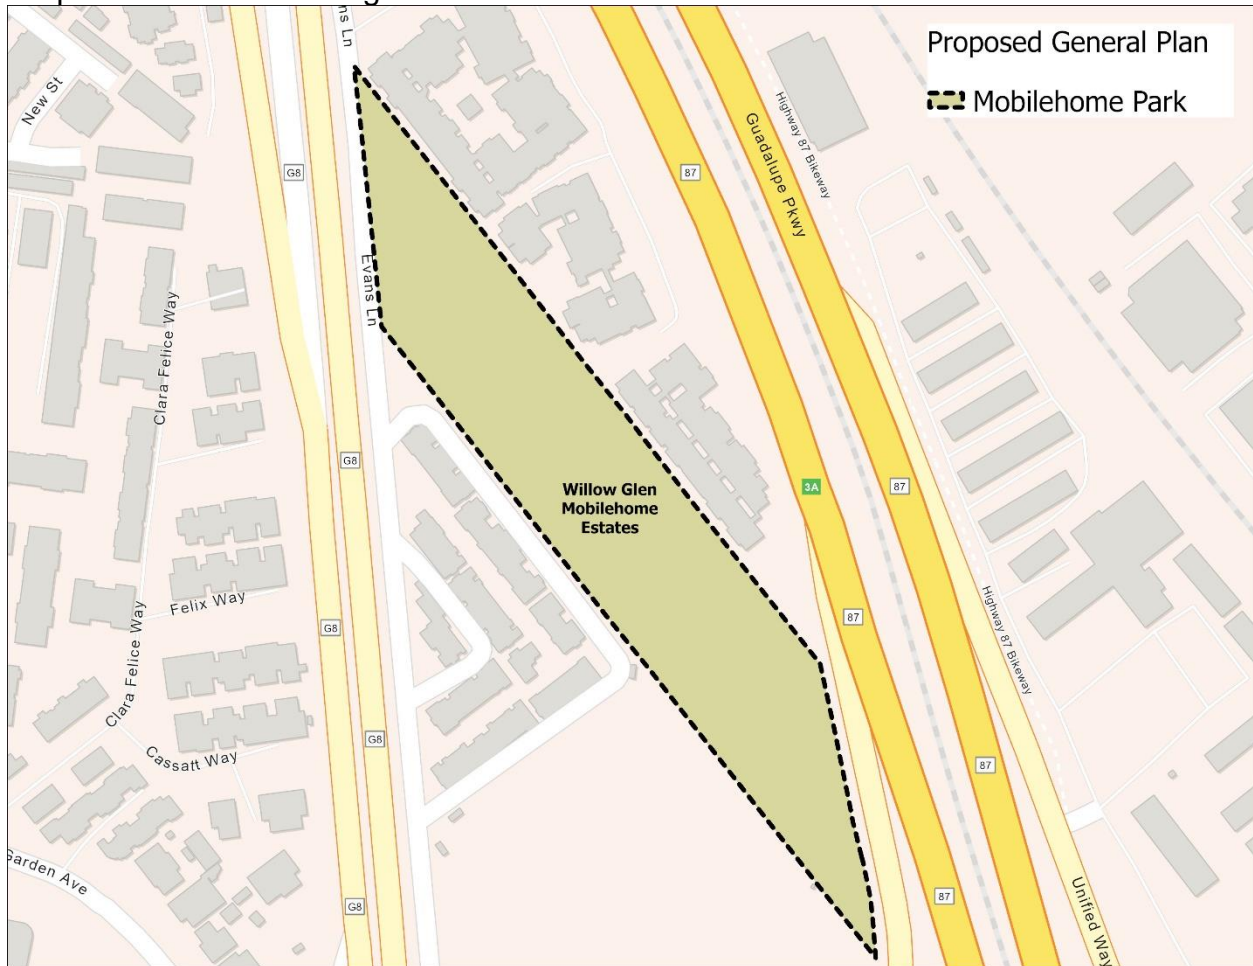 Proposed General Plan
Mobilehome Park
New St
Evans Ln
G8
87
Guadalupe Pkwy
Highway 87 Bikeway
Clara Felice Way
G8
3A
87
Willow Glen
Mobilehome
Estates
Felix Way
G8
87
Highway 87 Bikeway
Clara Felice Way
G8
87
Cassatt Way
Garden Ave
G8
87
Unified Way